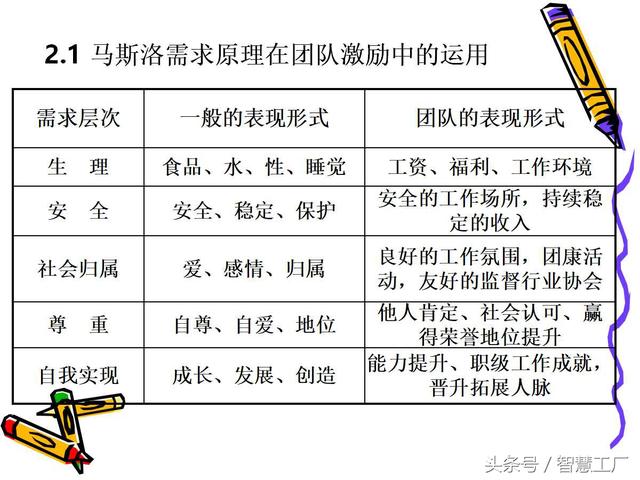 2.1 马斯洛需求原理在团队激励中的运用
需求层次 一般的表现形式 团队的表现形式
生 理 食品、水、性、睡觉 工资、福利、工作环境
安 全 安全、稳定、保护 安全的工作场所，持续稳
定的收入
社会归属 爱、感情、归属 良好的工作氛围，团康活
动，友好的监督行业协会
尊 重 自尊、自爱、地位 他人肯定、社会认可、赢
得荣誉地位提升
自我实现 成长、发展、创造 能力提升、职级工作成就，
晋升拓展人脉
头条号/智慧工厂